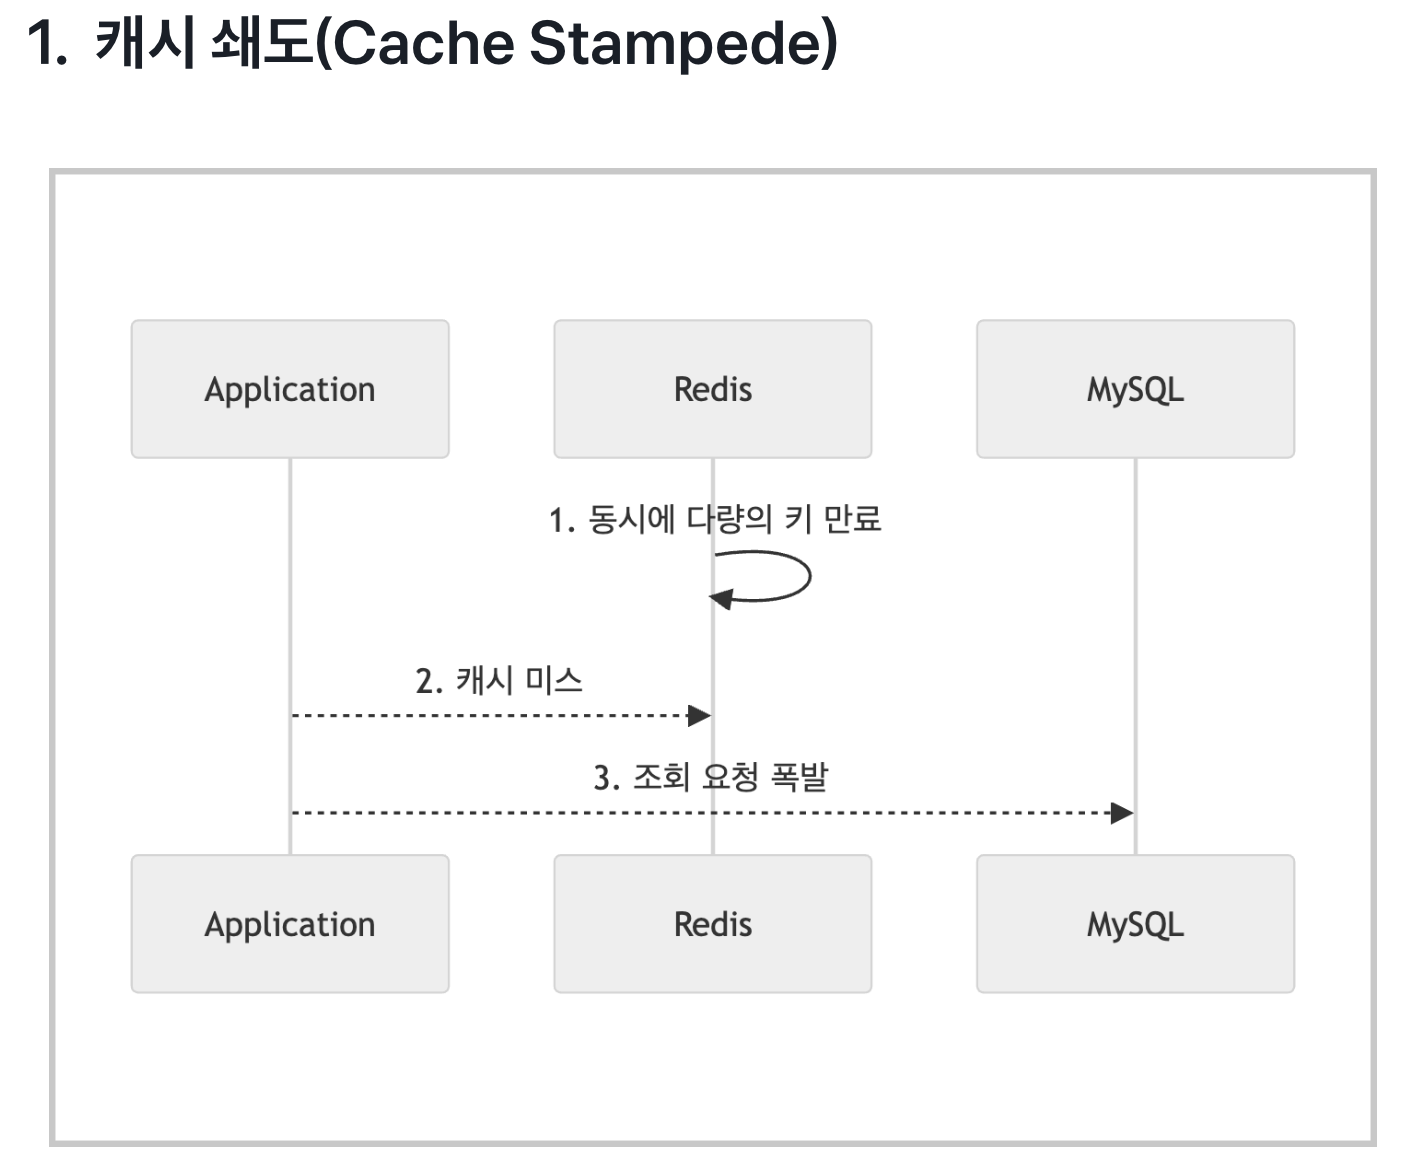 1. 캐시 쇄도(Cache Stampede)
Application
Redis
MySQL
1. 동시에 다량의 키 만료
2. 캐시 미스
3. 조회 요청 폭발
Application
Redis
MySQL